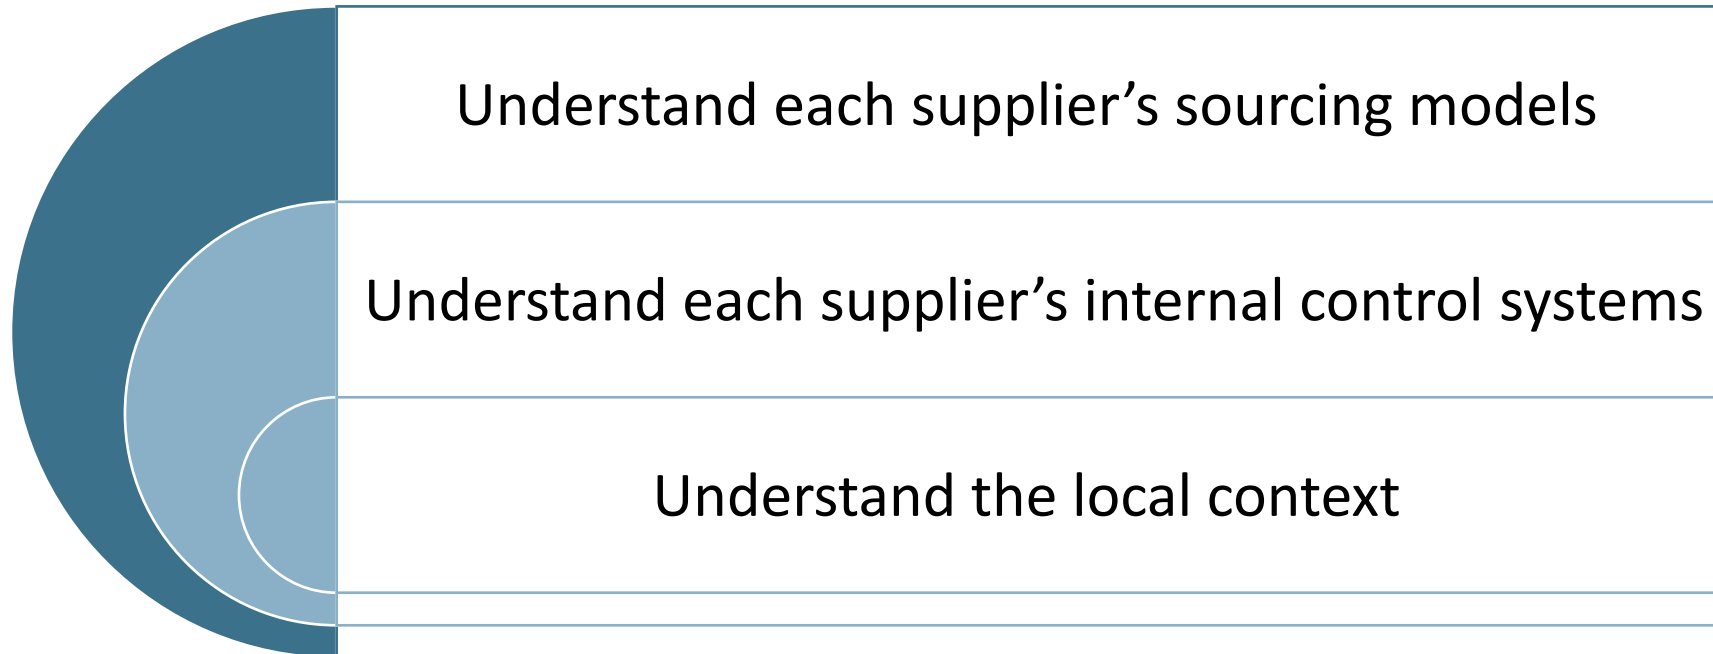 Understand each supplier’s sourcing models
Understand each supplier’s internal control systems
Understand the local context